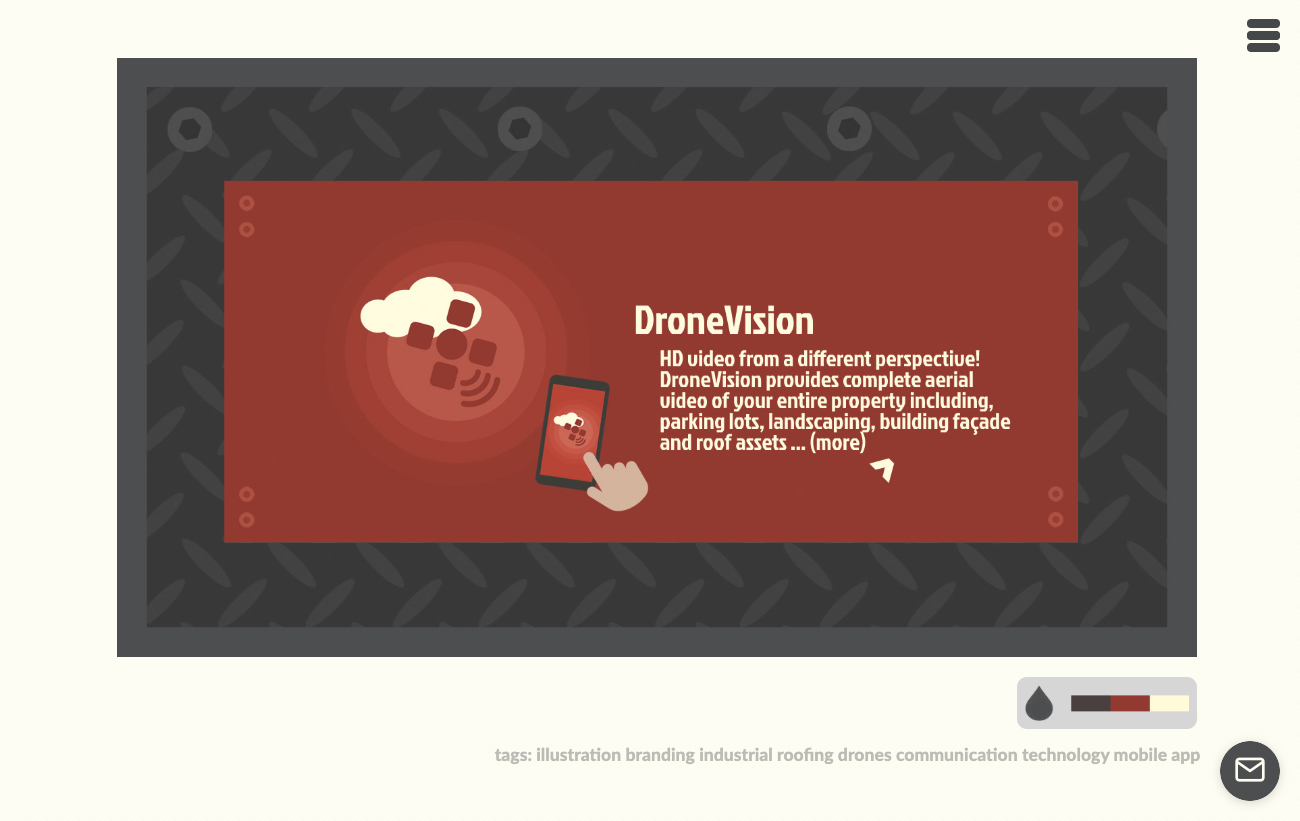 DroneVision
HD video from a different perspective!
DroneVision provides complete aerial
video of your entire property including,
parking lots, landscaping, building façade
and roof assets ... (more)
tags: illustration branding industrial roofing drones communication technology mobile app